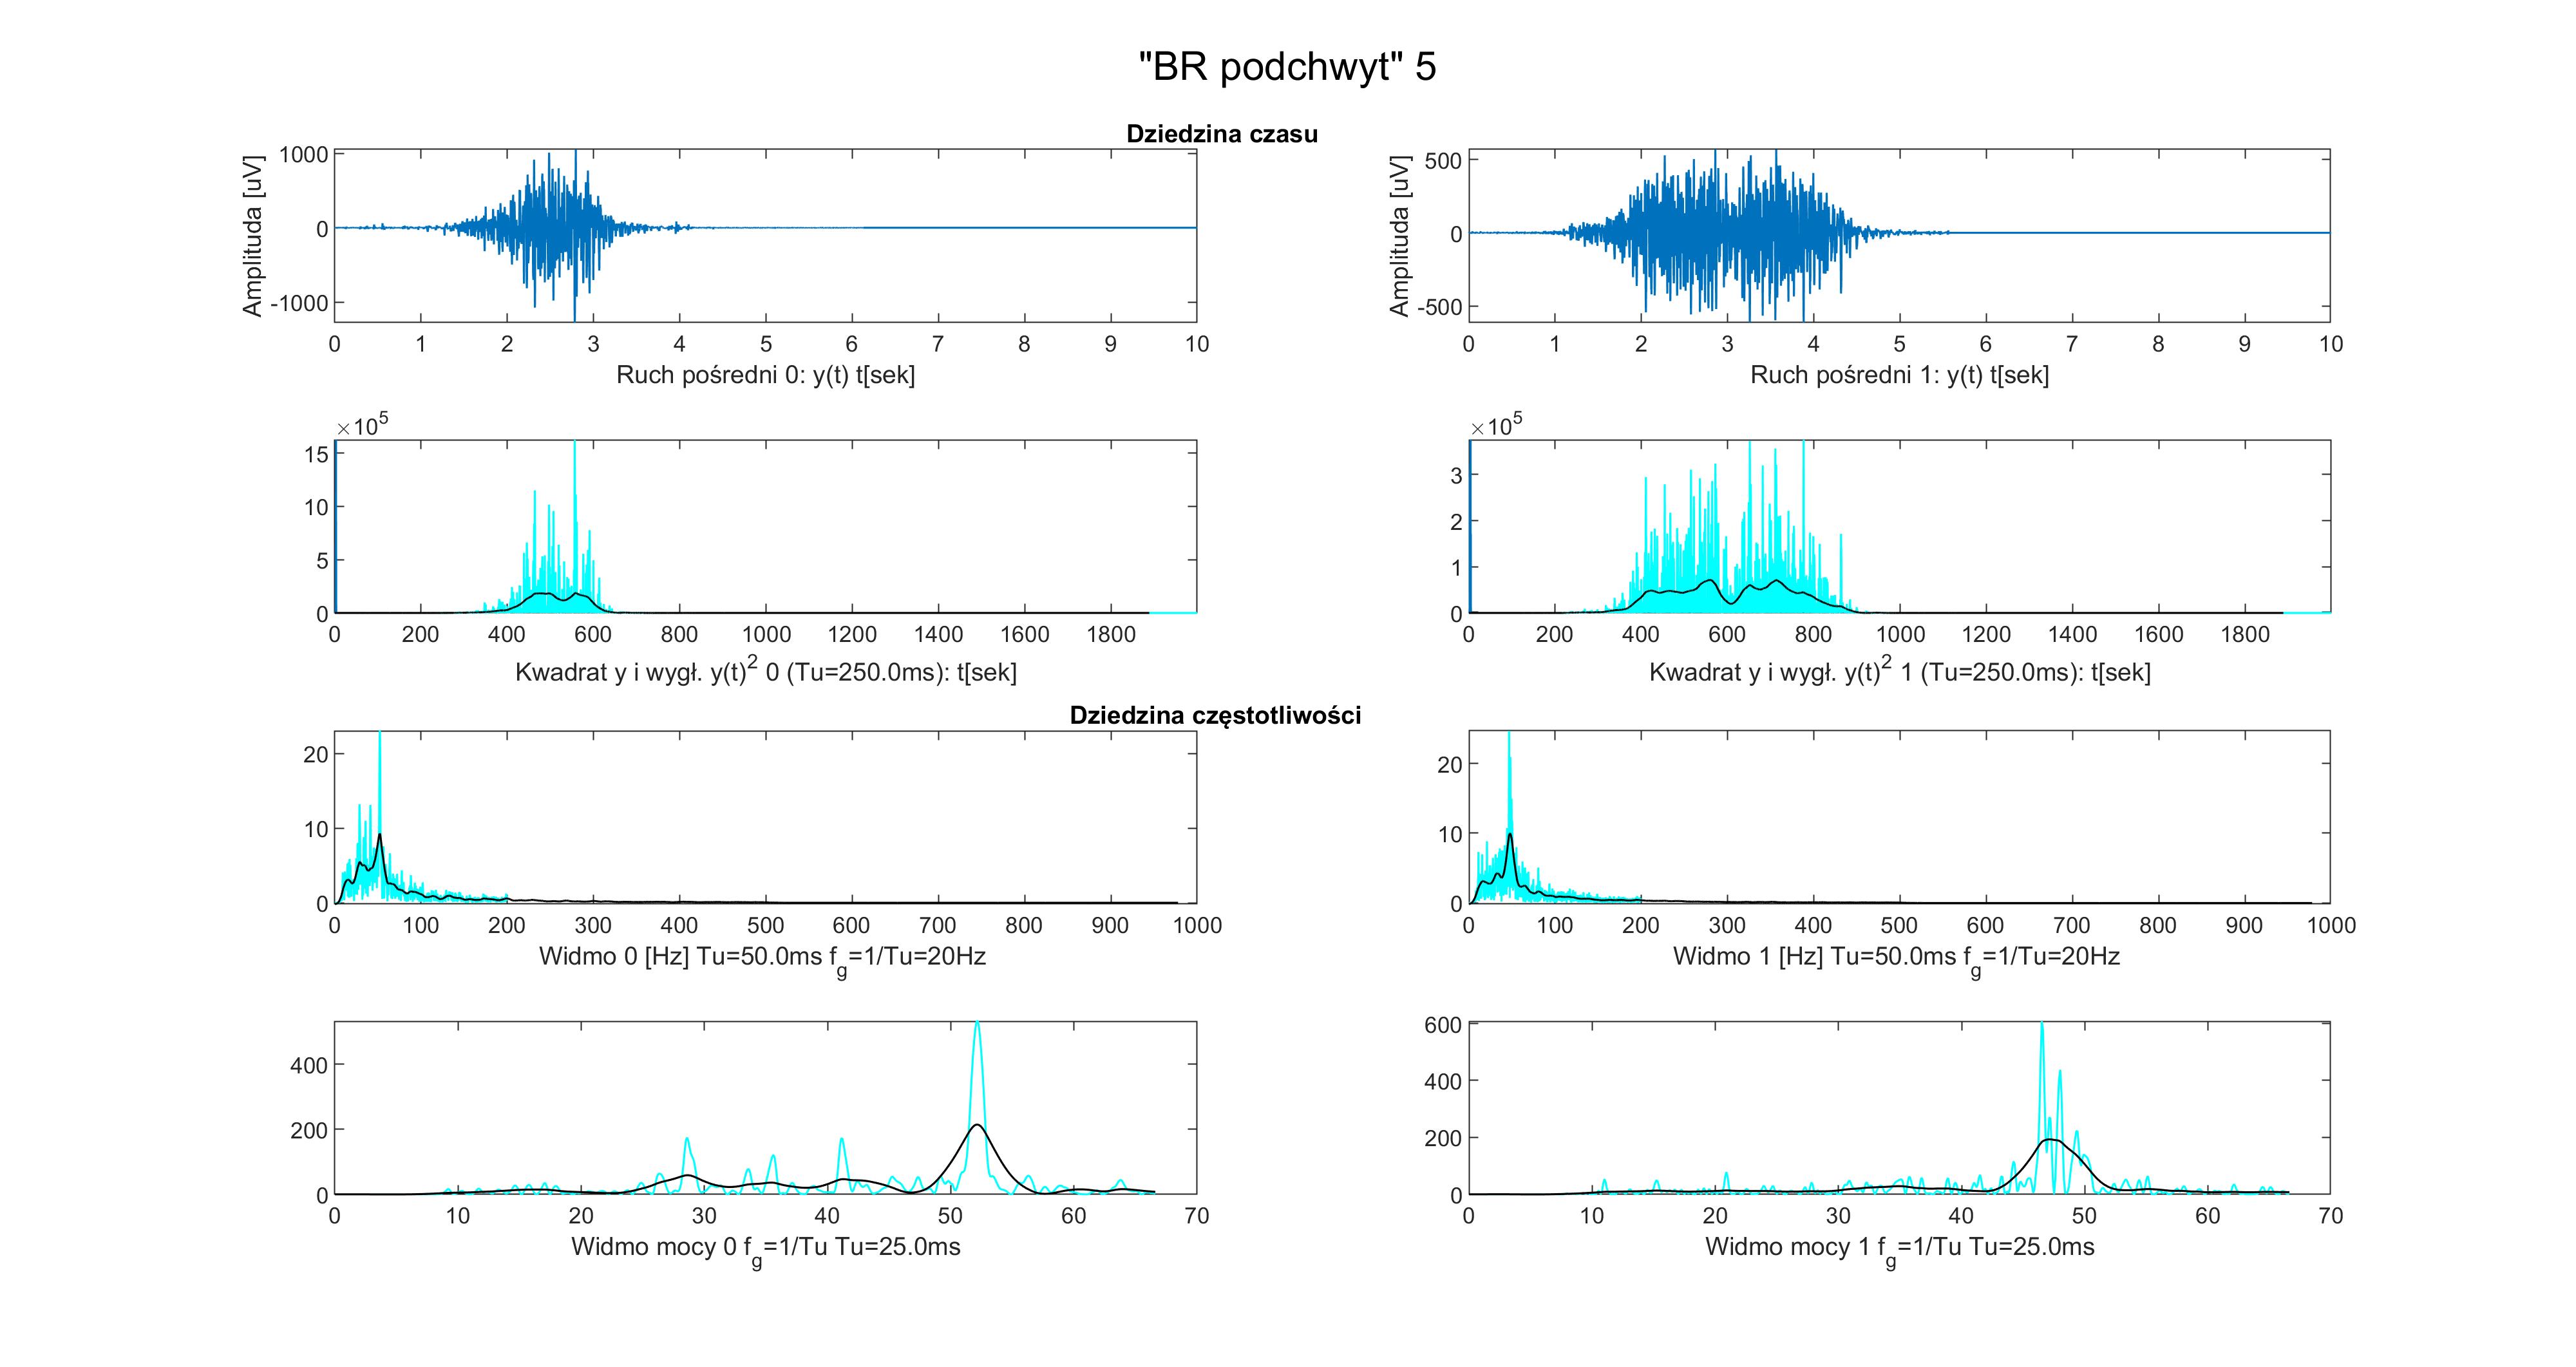 "BR podchwyt" 5
Dziedzina czasu
Amplituda [uV]
1000
0
-1000
0 1 2 3 4 5 6 7 8 9 10
Ruch pośredni 0: y(t) t[sek]
Amplituda [uV]
500
0
-500
0 1 2 3 4 5 6 7 8 9 10
Ruch pośredni 1: y(t) t[sek]
×10^5
15
10
5
0
0 200 400 600 800 1000 1200 1400 1600 1800
Kwadrat y i wygł. y(t)^2 0 (Tu=250.0ms): t[sek]
×10^5
3
2
1
0
0 200 400 600 800 1000 1200 1400 1600 1800
Kwadrat y i wygł. y(t)^2 1 (Tu=250.0ms): t[sek]
Dziedzina częstotliwości
20
10
0
0 100 200 300 400 500 600 700 800 900 1000
Widmo 0 [Hz] Tu=50.0ms f_g=1/Tu=20Hz
20
10
0
0 100 200 300 400 500 600 700 800 900 1000
Widmo 1 [Hz] Tu=50.0ms f_g=1/Tu=20Hz
400
200
0
0 10 20 30 40 50 60 70
Widmo mocy 0 f_g=1/Tu Tu=25.0ms
600
400
200
0
0 10 20 30 40 50 60 70
Widmo mocy 1 f_g=1/Tu Tu=25.0ms